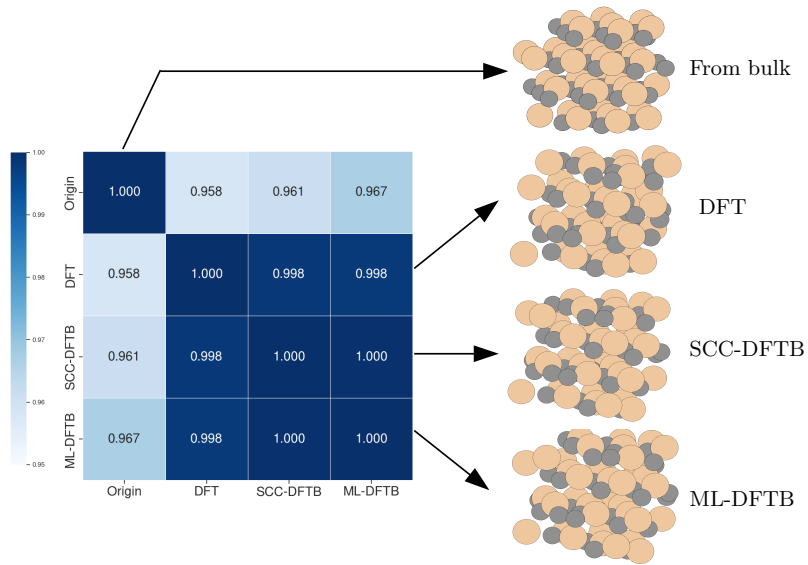 From bulk
1.00
0.99
0.98
0.97
0.96
0.95
Origin
1.000
0.958
0.961
0.967
DFT
0.958
1.000
0.998
0.998
DFT
SCC-DFTB
0.961
0.998
1.000
1.000
SCC-DFTB
ML-DFTB
0.967
0.998
1.000
1.000
ML-DFTB
Origin
DFT
SCC-DFTB
ML-DFTB